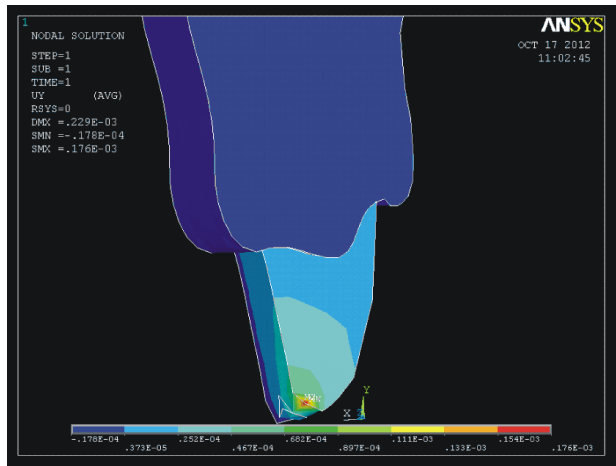 1
NODAL SOLUTION
STEP=1
SUB =1
TIME=1
UY (AVG)
RSYS=0
DMX =.229E-03
SMN =-.178E-04
SMX =.176E-03
ANSYS
OCT 17 2012
11:02:45
Y
X
-.178E-04 .252E-04 .682E-04 .111E-03 .154E-03
.373E-05 .467E-04 .897E-04 .133E-03 .176E-03